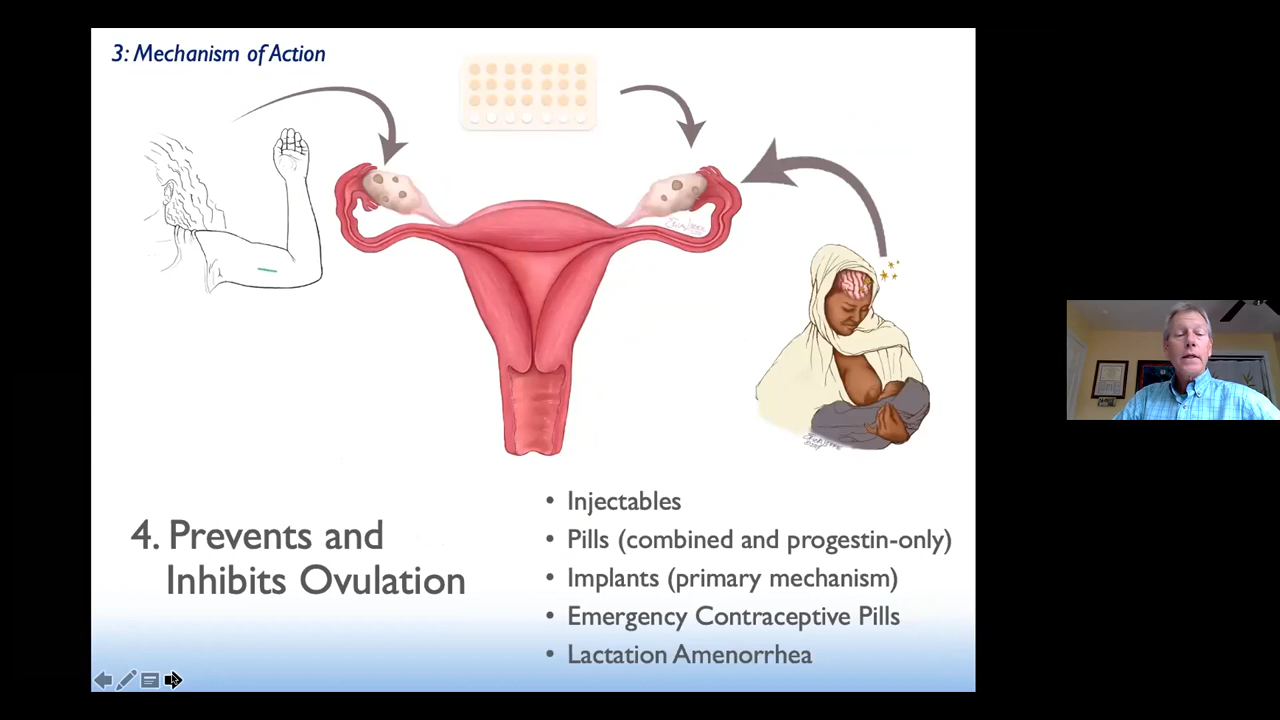 3: Mechanism of Action
4. Prevents and
Inhibits Ovulation
• Injectables
• Pills (combined and progestin-only)
• Implants (primary mechanism)
• Emergency Contraceptive Pills
• Lactation Amenorrhea